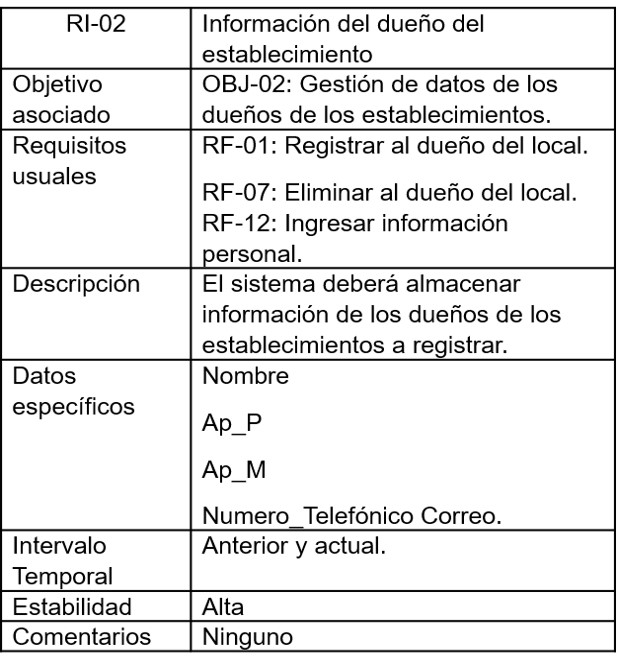 RI-02
Información del dueño del
establecimiento
Objetivo
asociado
OBJ-02: Gestión de datos de los
dueños de los establecimientos.
Requisitos
usuales
RF-01: Registrar al dueño del local.
RF-07: Eliminar al dueño del local.
RF-12: Ingresar información
personal.
Descripción
El sistema deberá almacenar
información de los dueños de los
establecimientos a registrar.
Datos
específicos
Nombre
Ap_P
Ap_M
Numero_Telefónico Correo.
Intervalo
Temporal
Anterior y actual.
Estabilidad
Alta
Comentarios
Ninguno